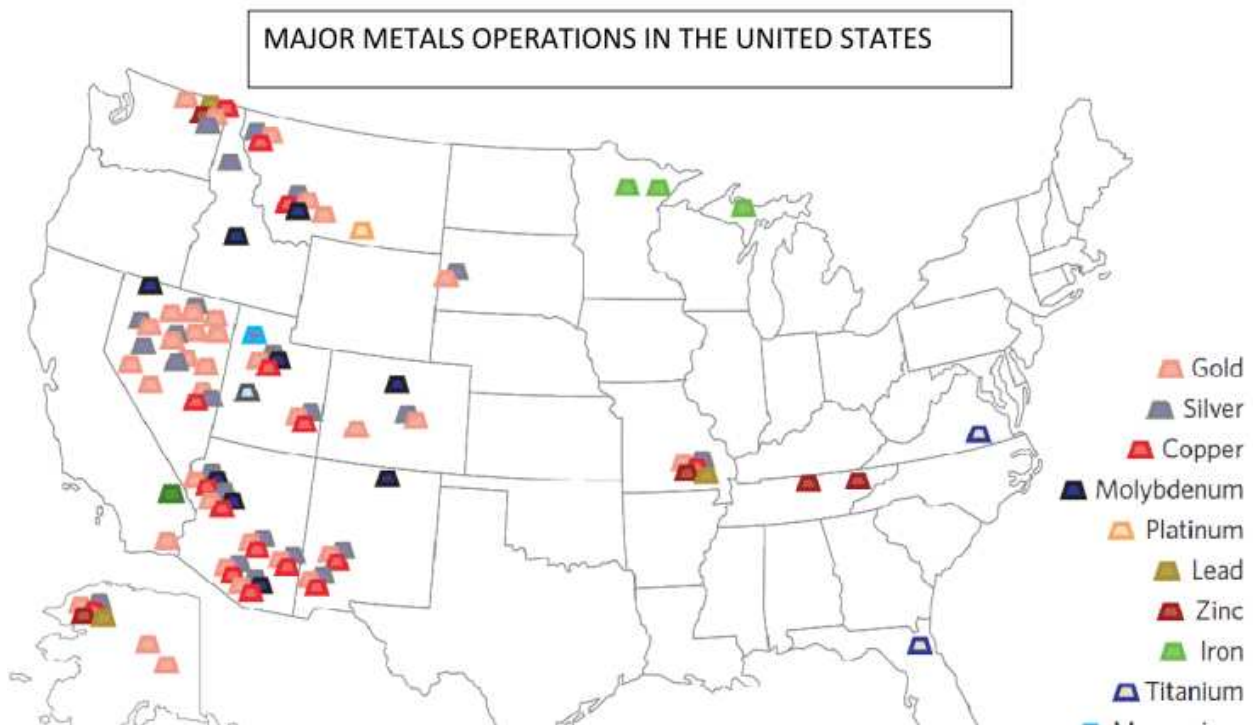 MAJOR METALS OPERATIONS IN THE UNITED STATES
Gold
Silver
Copper
Molybdenum
Platinum
Lead
Zinc
Iron
Titanium